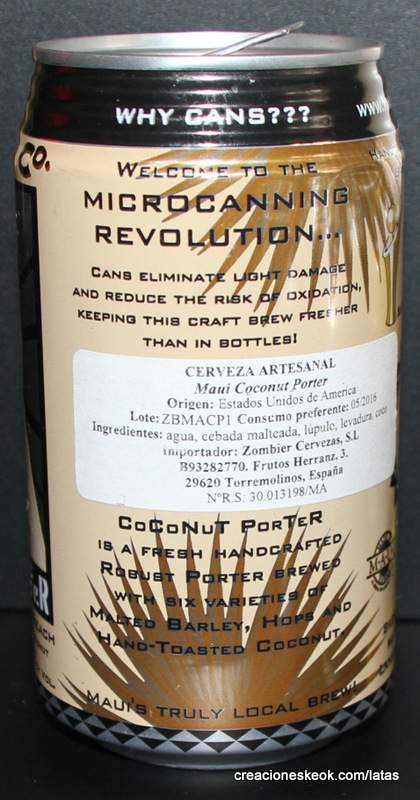 WHY CANS???
WWW.
Co.
HAN
WELCOME TO THE
MICROCANNING
REVOLUTION...
CANS ELIMINATE LIGHT DAMAGE
AND REDUCE THE RISK OF OXIDATION,
KEEPING THIS CRAFT BREW FRESHER
THAN IN BOTTLES!
CERVEZA ARTESANAL
Maui Coconut Porter
Origen: Estados Unidos de America
Lote: ZBMACP1 Consumo preferente: 05/2016
Ingredientes: agua, cebada malteada, lúpulo, levadura, coco
Importador: Zombier Cervezas, S.L
B93282770. Frutos Herranz, 3.
29620 Torremolinos, España
NºR.S. 30.013198/MA
COCONUT PORTER
IS A FRESH HANDCRAFTED
ROBUST PORTER BREWED
WITH SIX VARIETIES OF
MALTED BARLEY, HOPS AND
HAND-TOASTED COCONUT.
MAUI'S TRULY LOCAL BREW!
creacioneskeok.com/latas